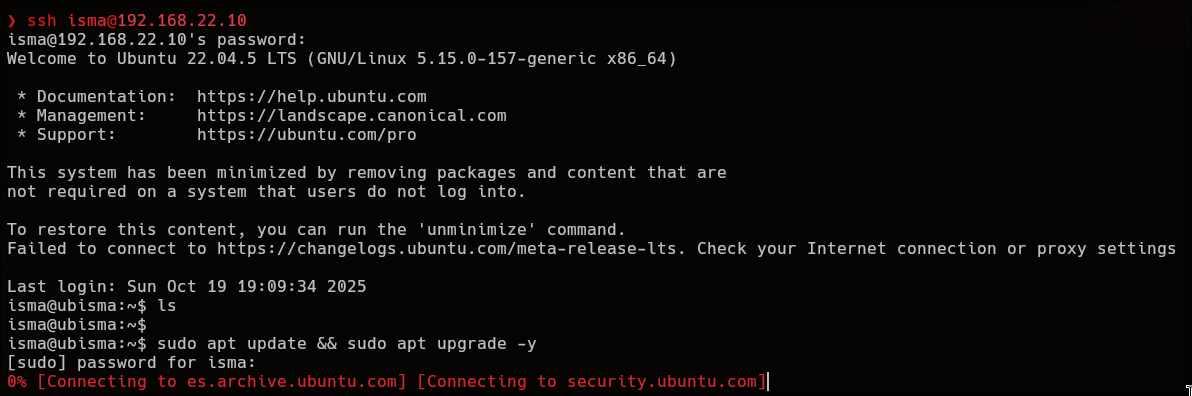 ❯ ssh isma@192.168.22.10
isma@192.168.22.10's password:
Welcome to Ubuntu 22.04.5 LTS (GNU/Linux 5.15.0-157-generic x86_64)

 * Documentation:  https://help.ubuntu.com
 * Management:     https://landscape.canonical.com
 * Support:        https://ubuntu.com/pro

This system has been minimized by removing packages and content that are
not required on a system that users do not log into.

To restore this content, you can run the 'unminimize' command.
Failed to connect to https://changelogs.ubuntu.com/meta-release-lts. Check your Internet connection or proxy settings

Last login: Sun Oct 19 19:09:34 2025
isma@ubisma:~$ ls
isma@ubisma:~$
isma@ubisma:~$ sudo apt update && sudo apt upgrade -y
[sudo] password for isma:
0% [Connecting to es.archive.ubuntu.com] [Connecting to security.ubuntu.com]